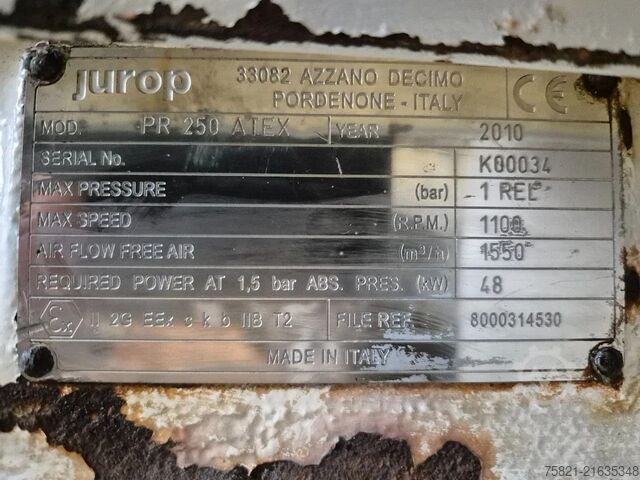 jurop 33082 AZZANO DECIMO
PORDENONE - ITALY CE
MOD. PR 250 ATEX YEAR 2010
SERIAL No. K00034
MAX PRESSURE (bar) 1 REL
MAX SPEED (R.P.M.) 1100
AIR FLOW FREE AIR (m³/h) 1550
REQUIRED POWER AT 1,5 bar ABS. PRES. (kW) 48
Ex II 2G EEx c k b IIB T2 FILE REF. 8000314530
MADE IN ITALY
75821-21635348